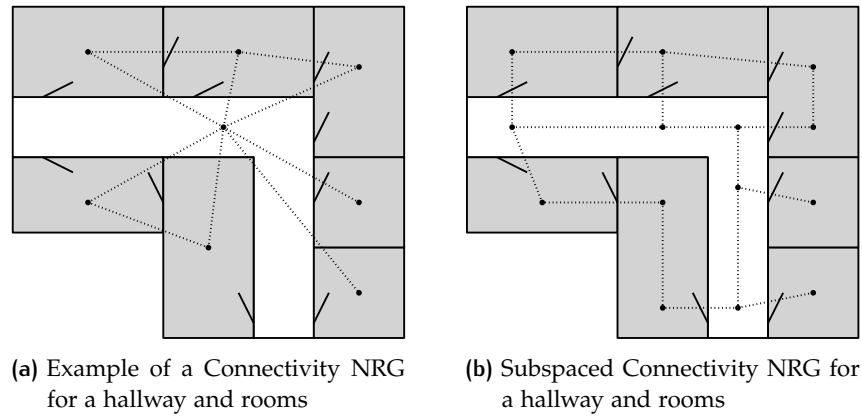 (a) Example of a Connectivity NRG
for a hallway and rooms
(b) Subspaced Connectivity NRG for
a hallway and rooms